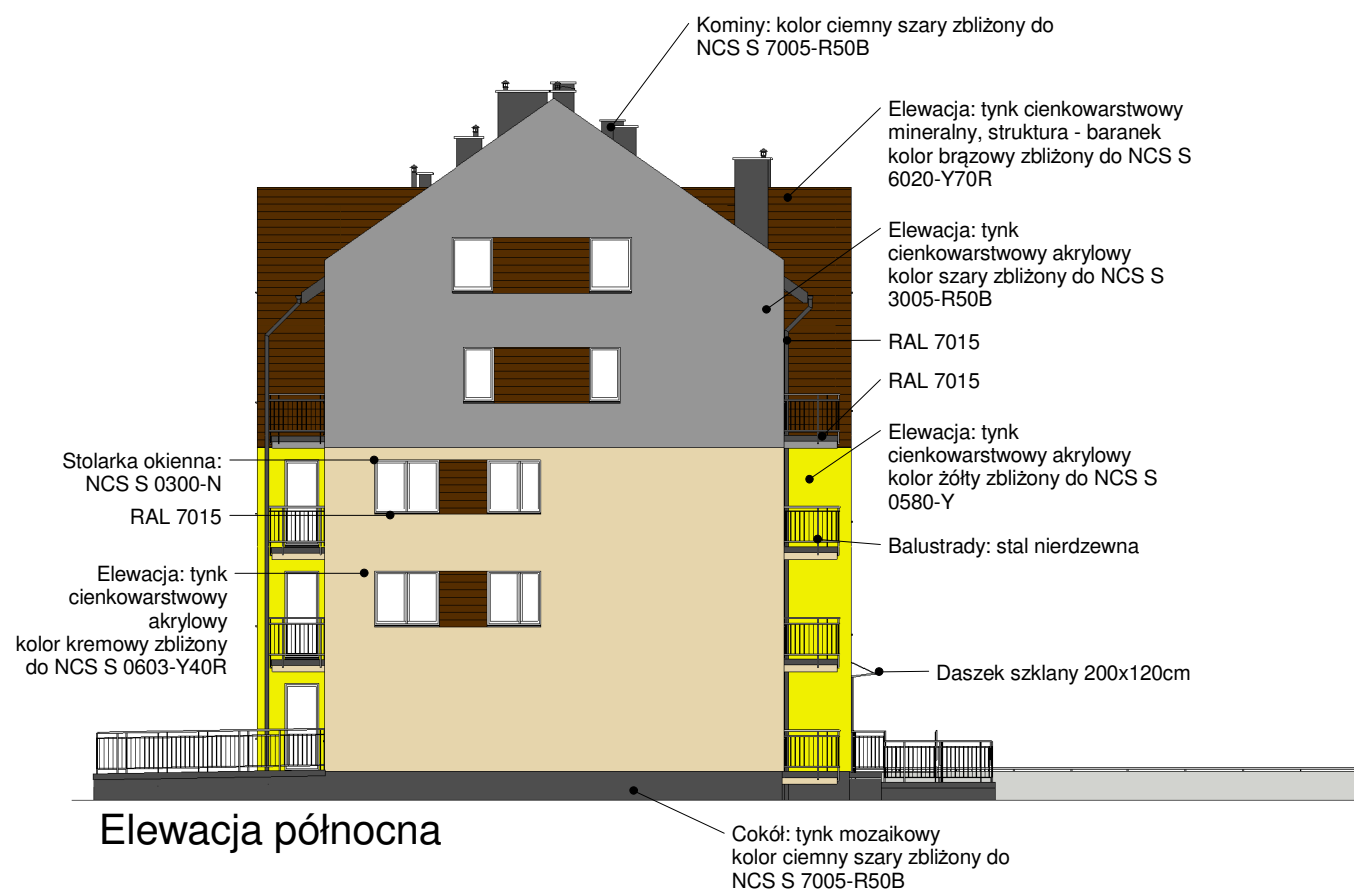 Kominy: kolor ciemny szary zbliżony do
NCS S 7005-R50B
Elewacja: tynk cienkowarstwowy
mineralny, struktura - baranek
kolor brązowy zbliżony do NCS S
6020-Y70R
Elewacja: tynk
cienkowarstwowy akrylowy
kolor szary zbliżony do NCS S
3005-R50B
RAL 7015
RAL 7015
Elewacja: tynk
cienkowarstwowy akrylowy
kolor żółty zbliżony do NCS S
0580-Y
Stolarka okienna:
NCS S 0300-N
RAL 7015
Balustrady: stal nierdzewna
Elewacja: tynk
cienkowarstwowy
akrylowy
kolor kremowy zbliżony
do NCS S 0603-Y40R
Daszek szklany 200x120cm
Elewacja północna
Cokół: tynk mozaikowy
kolor ciemny szary zbliżony do
NCS S 7005-R50B